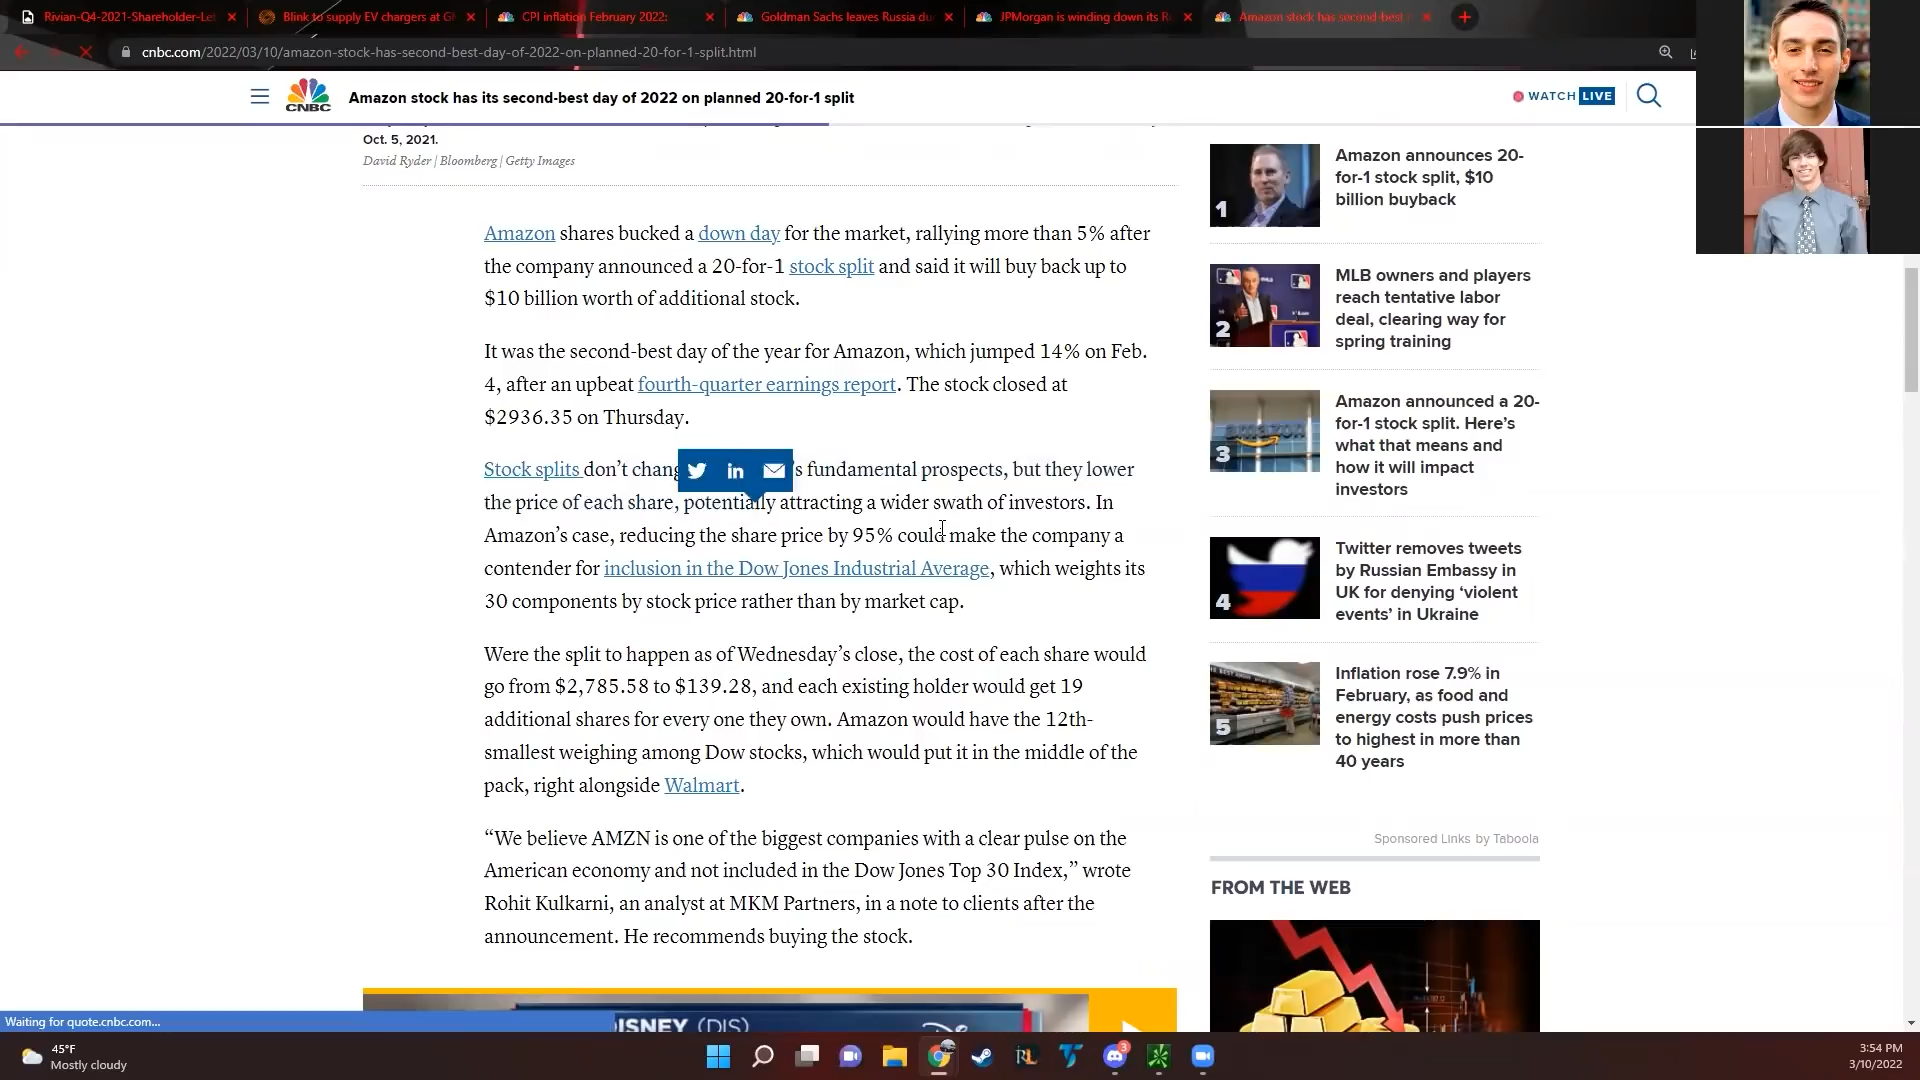 Rivian-Q4-2021-Shareholder-Let
Blink to supply EV chargers at G
CPI inflation February 2022:
Goldman Sachs leaves Russia du
JPMorgan is winding down its R
Amazon stock has second-best
cnbc.com/2022/03/10/amazon-stock-has-second-best-day-of-2022-on-planned-20-for-1-split.html
CNBC
Amazon stock has its second-best day of 2022 on planned 20-for-1 split
WATCH LIVE
Oct. 5, 2021.
David Ryder | Bloomberg | Getty Images
Amazon shares bucked a down day for the market, rallying more than 5% after
the company announced a 20-for-1 stock split and said it will buy back up to
$10 billion worth of additional stock.
It was the second-best day of the year for Amazon, which jumped 14% on Feb.
4, after an upbeat fourth-quarter earnings report. The stock closed at
$2936.35 on Thursday.
Stock splits don’t chang ’s fundamental prospects, but they lower
the price of each share, potentially attracting a wider swath of investors. In
Amazon’s case, reducing the share price by 95% could make the company a
contender for inclusion in the Dow Jones Industrial Average, which weights its
30 components by stock price rather than by market cap.
Were the split to happen as of Wednesday’s close, the cost of each share would
go from $2,785.58 to $139.28, and each existing holder would get 19
additional shares for every one they own. Amazon would have the 12th-
smallest weighing among Dow stocks, which would put it in the middle of the
pack, right alongside Walmart.
“We believe AMZN is one of the biggest companies with a clear pulse on the
American economy and not included in the Dow Jones Top 30 Index,” wrote
Rohit Kulkarni, an analyst at MKM Partners, in a note to clients after the
announcement. He recommends buying the stock.
DISNEY (DIS)
1
Amazon announces 20-
for-1 stock split, $10
billion buyback
2
MLB owners and players
reach tentative labor
deal, clearing way for
spring training
3
amazon
Amazon announced a 20-
for-1 stock split. Here’s
what that means and
how it will impact
investors
4
Twitter removes tweets
by Russian Embassy in
UK for denying ‘violent
events’ in Ukraine
5
Inflation rose 7.9% in
February, as food and
energy costs push prices
to highest in more than
40 years
Sponsored Links by Taboola
FROM THE WEB
Waiting for quote.cnbc.com...
45°F
Mostly cloudy
RL
3
3:54 PM
3/10/2022